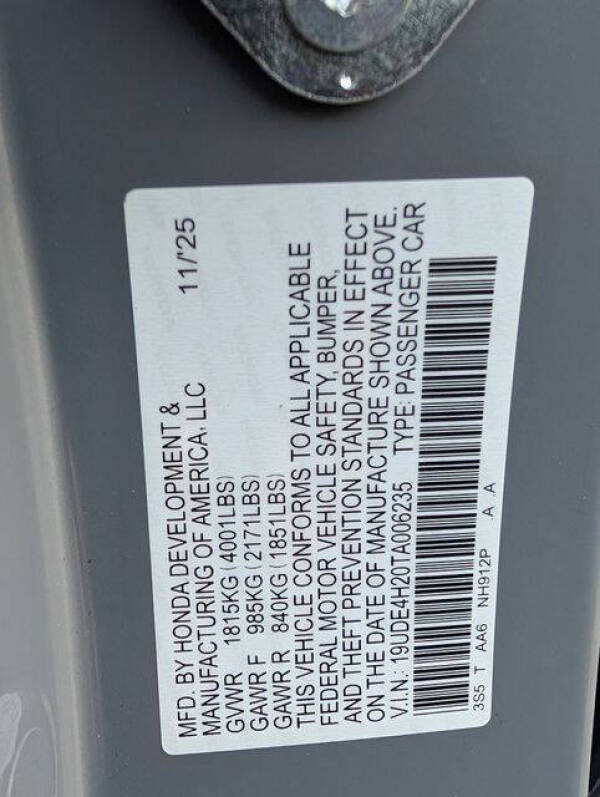 MFD. BY HONDA DEVELOPMENT &
MANUFACTURING OF AMERICA, LLC 11/'25
GVWR 1815KG (4001LBS)
GAWR F 985KG (2171LBS)
GAWR R 840KG (1851LBS)
THIS VEHICLE CONFORMS TO ALL APPLICABLE
FEDERAL MOTOR VEHICLE SAFETY, BUMPER,
AND THEFT PREVENTION STANDARDS IN EFFECT
ON THE DATE OF MANUFACTURE SHOWN ABOVE.
V.I.N.: 19UDE4H20TA006235 TYPE: PASSENGER CAR
3S5 T AA6 NH912P .A .A